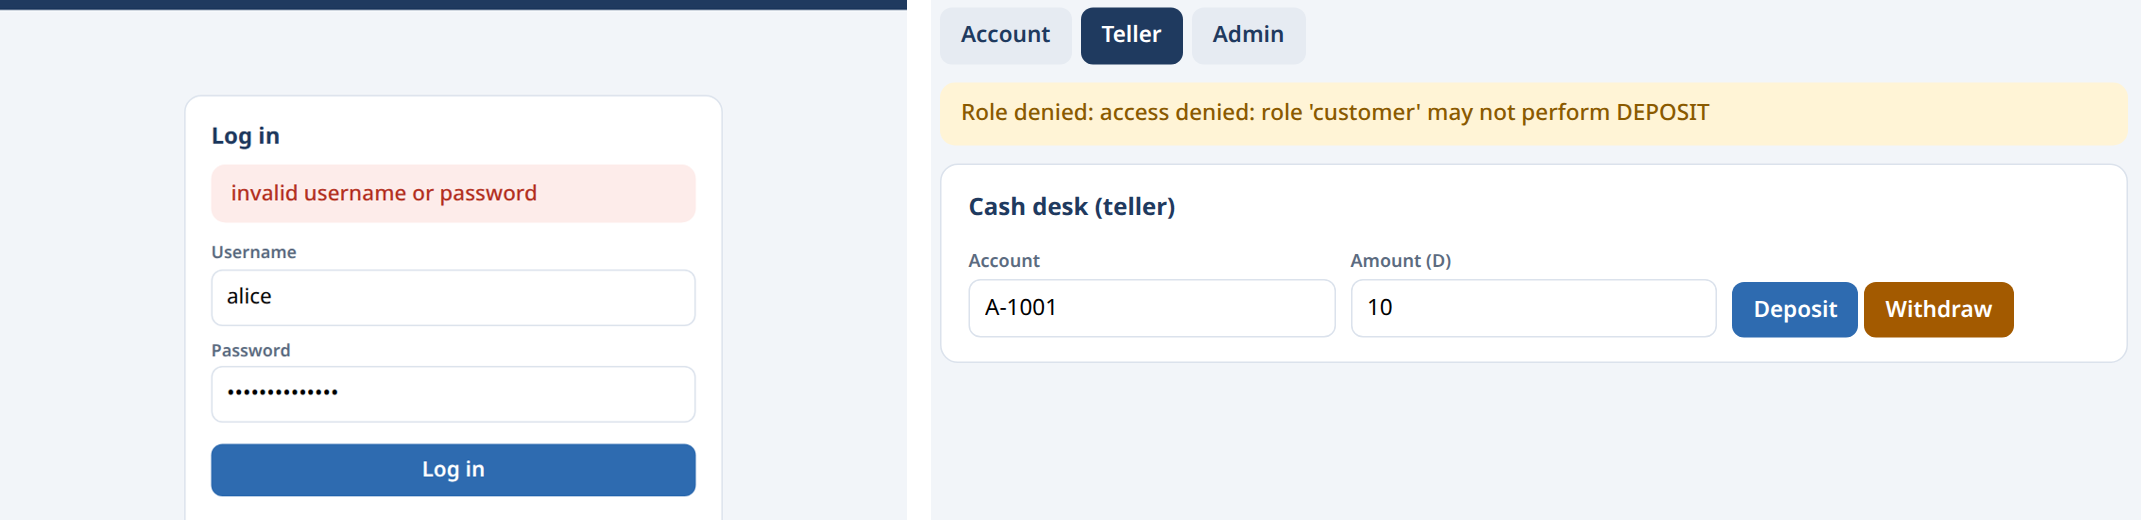 Log in
invalid username or password
Username
alice
Password
••••••••••••••
Log in
Account Teller Admin
Role denied: access denied: role 'customer' may not perform DEPOSIT
Cash desk (teller)
Account Amount (D)
A-1001 10 Deposit Withdraw